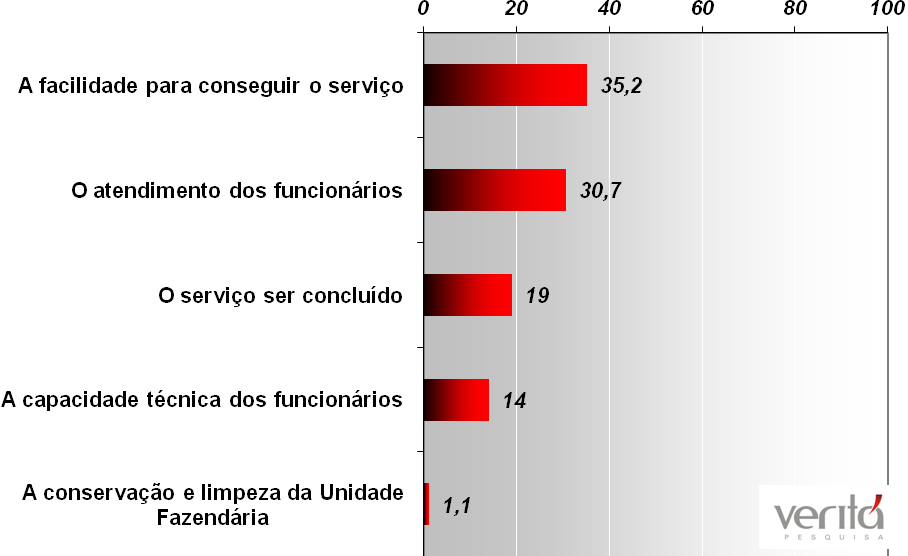 0 20 40 60 80 100
A facilidade para conseguir o serviço 35,2
O atendimento dos funcionários 30,7
O serviço ser concluído 19
A capacidade técnica dos funcionários 14
A conservação e limpeza da Unidade
Fazendária
1,1
veritá
PESQUISA